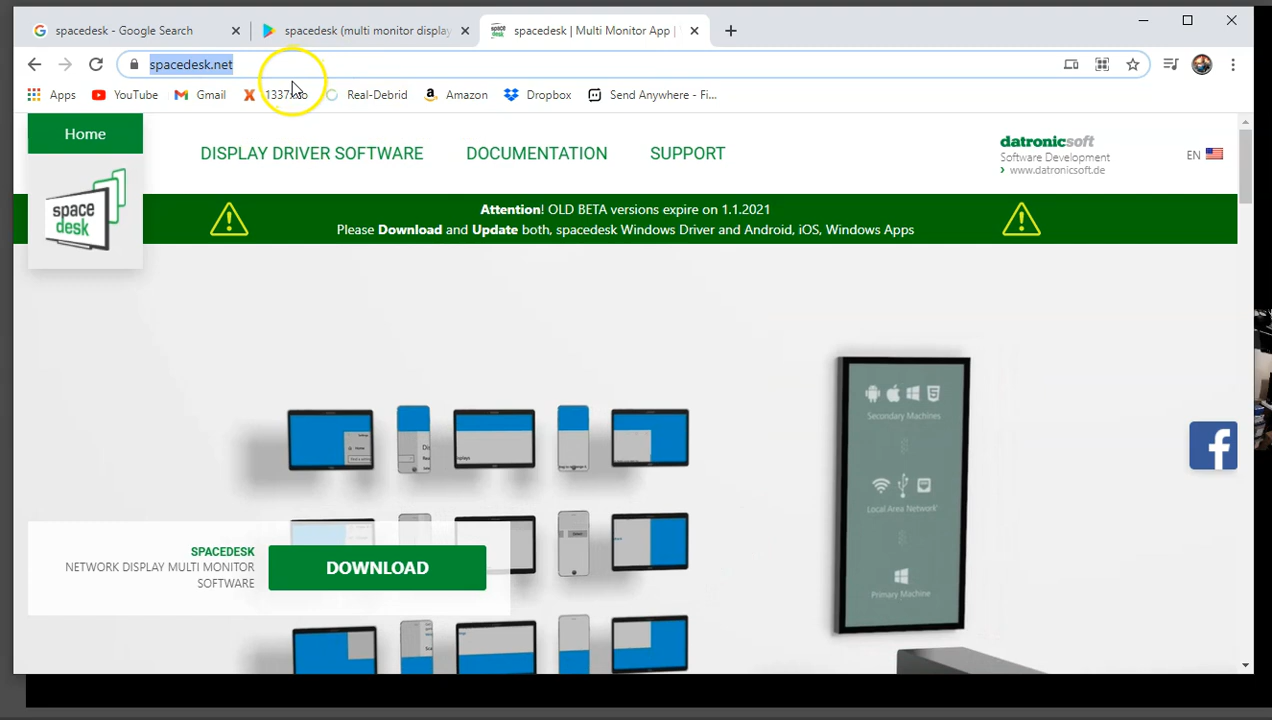 spacedesk - Google Search
spacedesk (multi monitor display
spacedesk | Multi Monitor App |
spacedesk.net
Apps
YouTube
Gmail
Real-Debrid
Amazon
Dropbox
Send Anywhere - Fi...
Home
DISPLAY DRIVER SOFTWARE
DOCUMENTATION
SUPPORT
datronicsoft
Software Development
www.datronicsoft.de
EN
space
desk
Attention! OLD BETA versions expire on 1.1.2021
Please Download and Update both, spacedesk Windows Driver and Android, iOS, Windows Apps
Secondary Machines
Local Area Network
Primary Machine
SPACEDESK
NETWORK DISPLAY MULTI MONITOR
SOFTWARE
DOWNLOAD